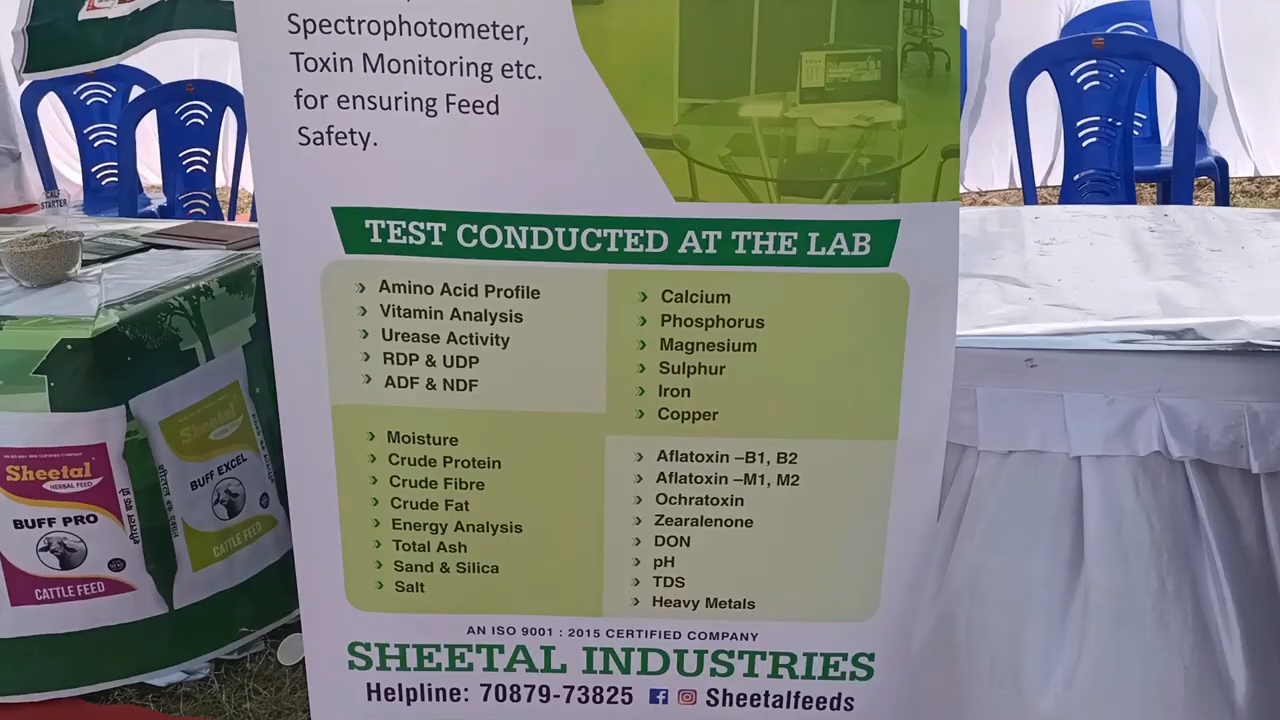 Spectrophotometer,
Toxin Monitoring etc.
for ensuring Feed
Safety.
TEST CONDUCTED AT THE LAB
Amino Acid Profile
Vitamin Analysis
Urease Activity
RDP & UDP
ADF & NDF
Moisture
Crude Protein
Crude Fibre
Crude Fat
Energy Analysis
Total Ash
Sand & Silica
Salt
Calcium
Phosphorus
Magnesium
Sulphur
Iron
Copper
Aflatoxin –B1, B2
Aflatoxin –M1, M2
Ochratoxin
Zearalenone
DON
pH
TDS
Heavy Metals
AN ISO 9001 : 2015 CERTIFIED COMPANY
SHEETAL INDUSTRIES
Helpline: 70879-73825 Sheetalfeeds
CALF
STARTER
Sheetal
HERBAL FEED
BUFF PRO
CATTLE FEED
Sheetal
BUFF EXCEL
CATTLE FEED